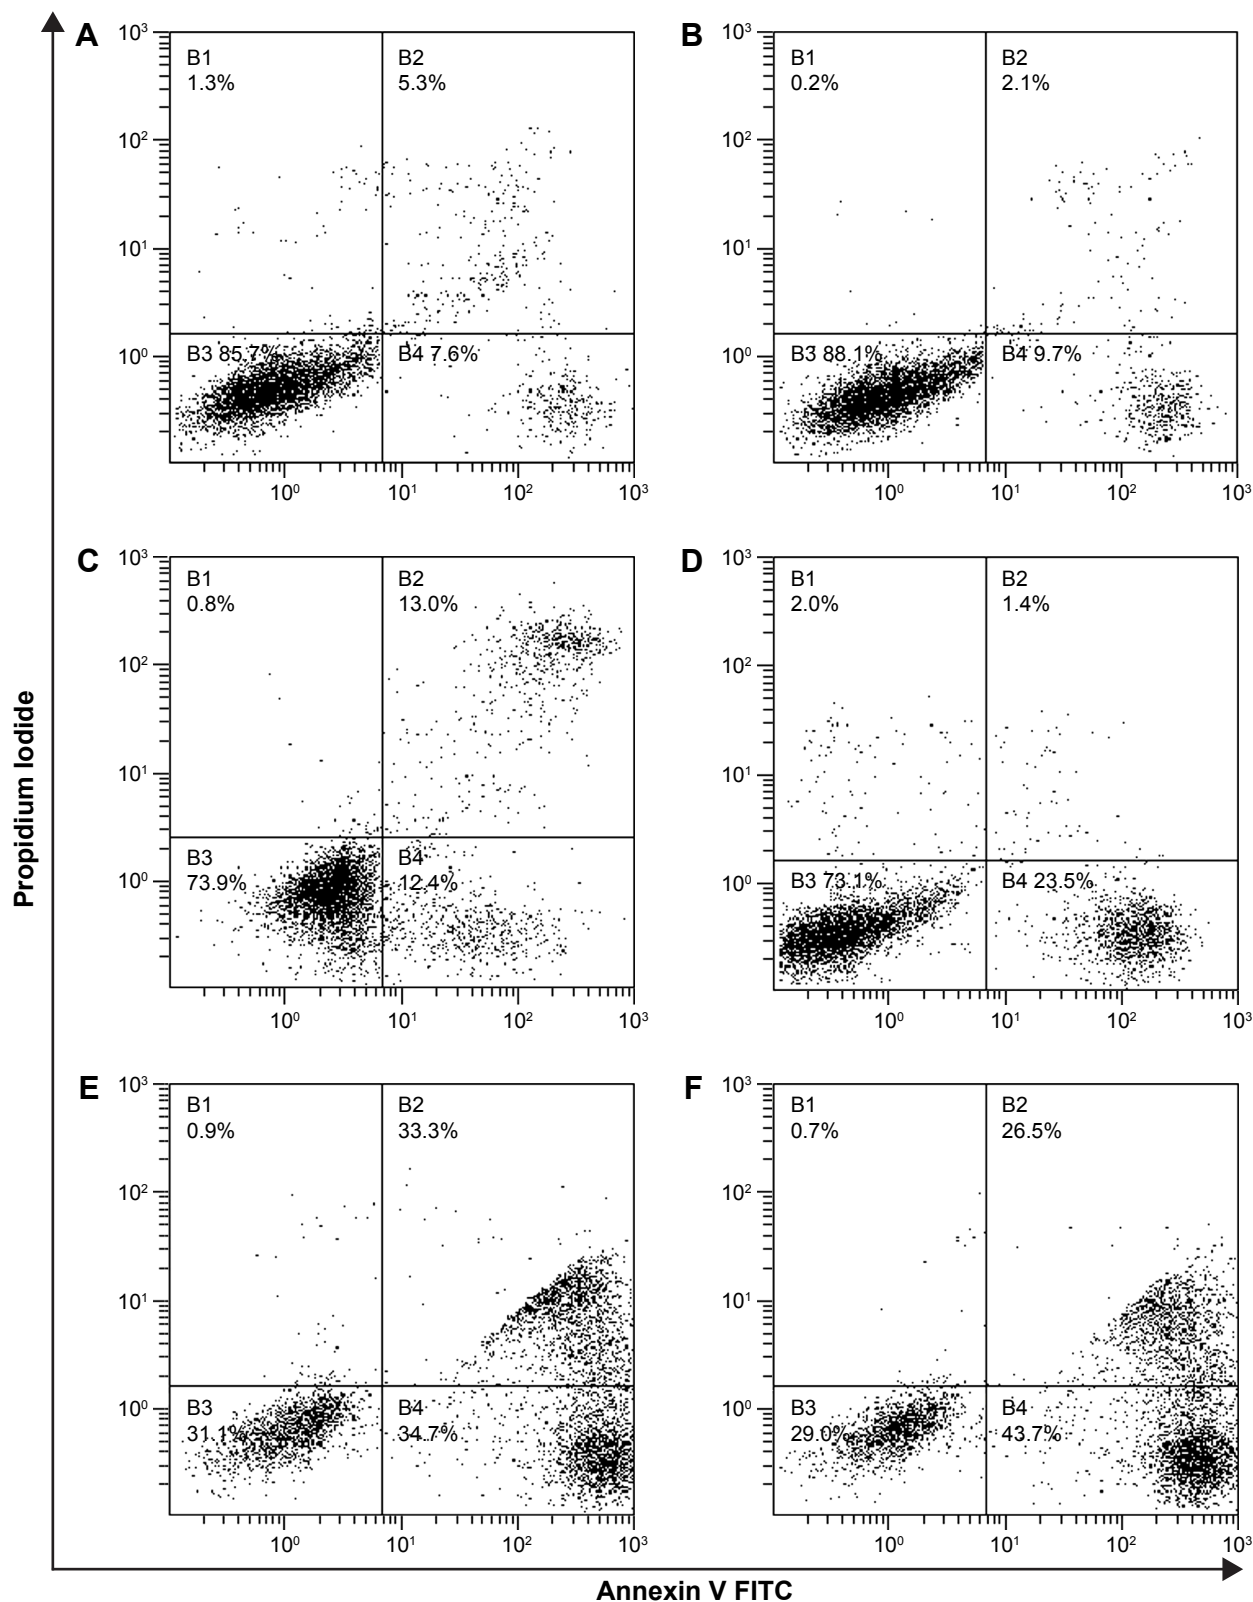 A
B1
1.3%
B2
5.3%
B3 85.7%
B4 7.6%
10³
10²
10¹
10⁰
10⁰
10¹
10²
10³
B
B1
0.2%
B2
2.1%
B3 88.1%
B4 9.7%
10³
10²
10¹
10⁰
10⁰
10¹
10²
10³
C
B1
0.8%
B2
13.0%
B3
73.9%
B4
12.4%
10³
10²
10¹
10⁰
10⁰
10¹
10²
10³
D
B1
2.0%
B2
1.4%
B3 73.1%
B4 23.5%
10³
10²
10¹
10⁰
10⁰
10¹
10²
10³
E
B1
0.9%
B2
33.3%
B3
31.1%
B4
34.7%
10³
10²
10¹
10⁰
10⁰
10¹
10²
10³
F
B1
0.7%
B2
26.5%
B3
29.0%
B4
43.7%
10³
10²
10¹
10⁰
10⁰
10¹
10²
10³
Propidium Iodide
Annexin V FITC